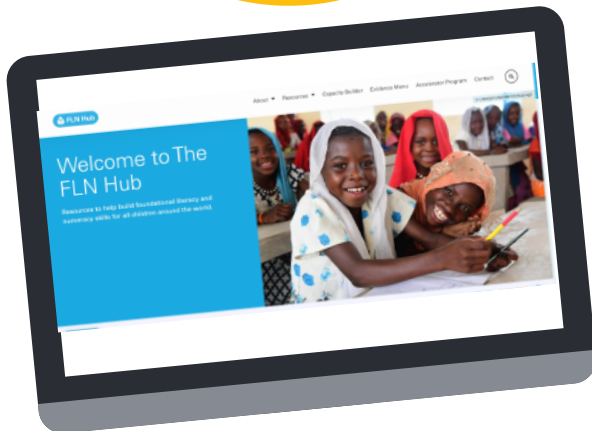 About Resources Capacity Builder Evidence Menu Accelerator Program Contact
FLN Hub
Welcome to The
FLN Hub
Resources to help build foundational literacy and
numeracy skills for all children around the world.